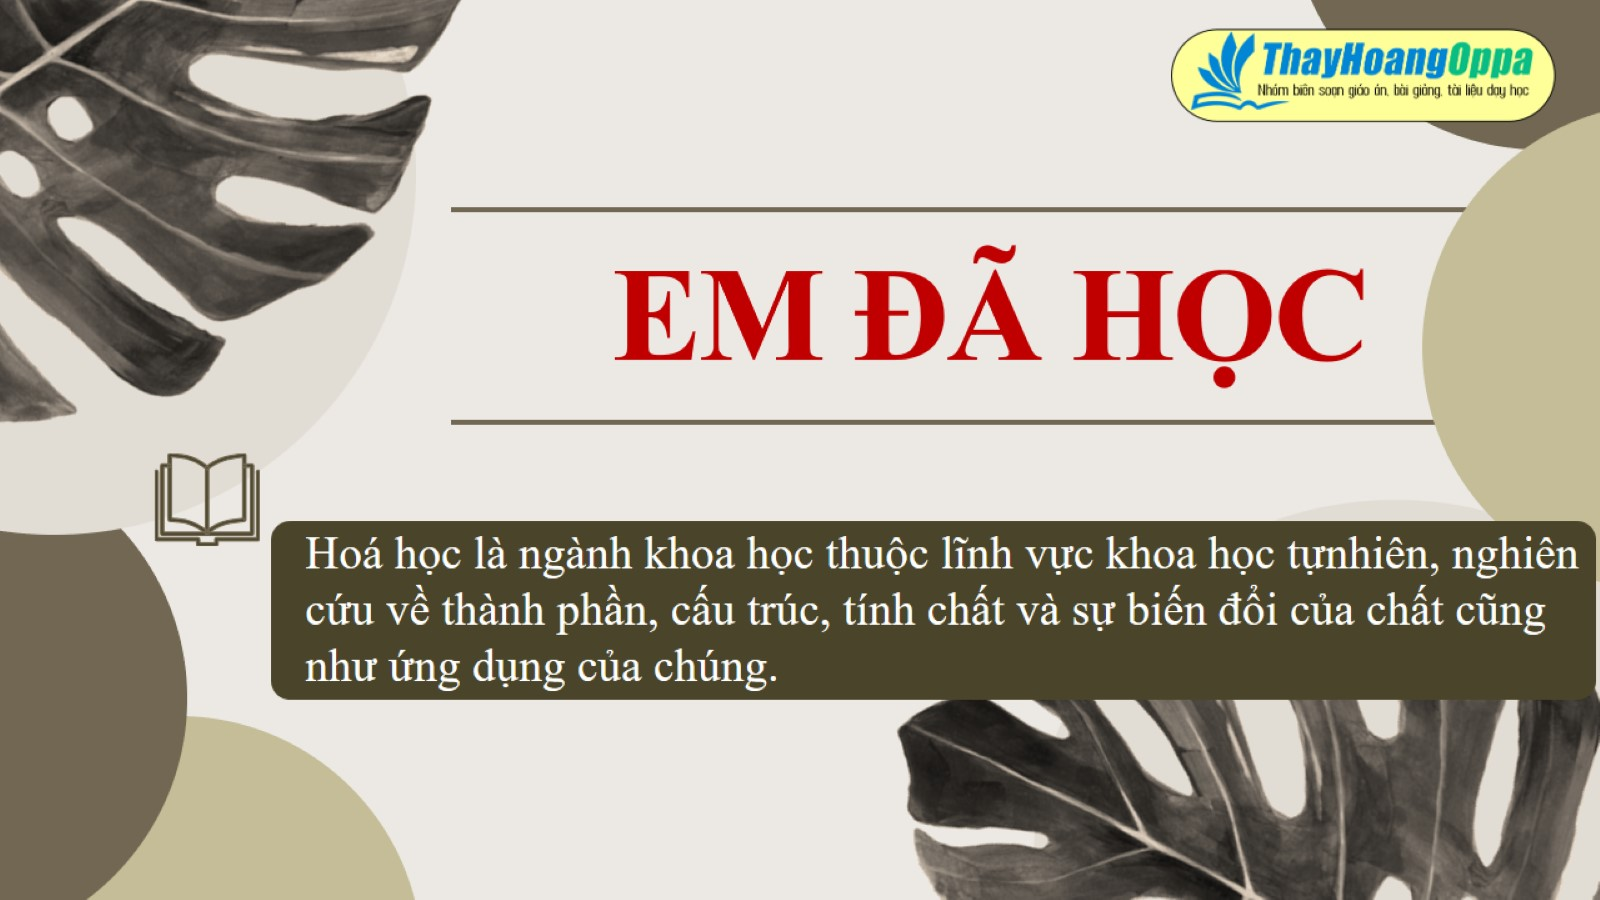 ThayHoangOppa
Nhóm biên soạn giáo án, bài giảng, tài liệu dạy học
EM ĐÃ HỌC
Hoá học là ngành khoa học thuộc lĩnh vực khoa học tựnhiên, nghiên
cứu về thành phần, cấu trúc, tính chất và sự biến đổi của chất cũng
như ứng dụng của chúng.